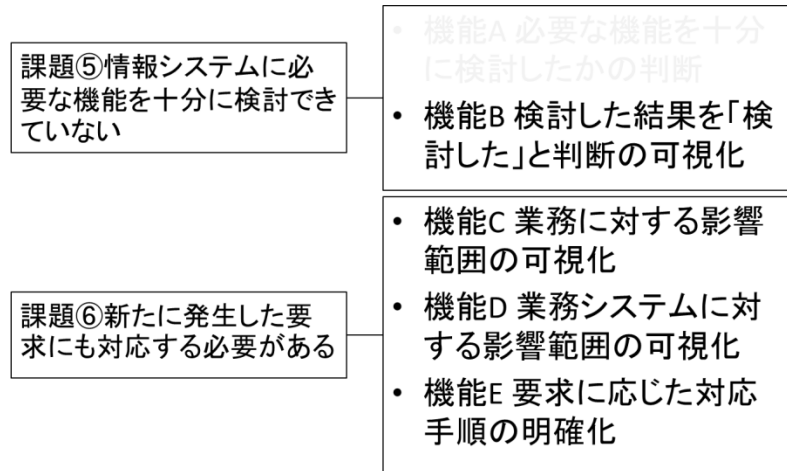 課題⑤情報システムに必
要な機能を十分に検討でき
ていない
• 機能A 必要な機能を十分
に検討したかの判断
• 機能B 検討した結果を「検
討した」と判断の可視化
課題⑥新たに発生した要
求にも対応する必要がある
• 機能C 業務に対する影響
範囲の可視化
• 機能D 業務システムに対
する影響範囲の可視化
• 機能E 要求に応じた対応
手順の明確化